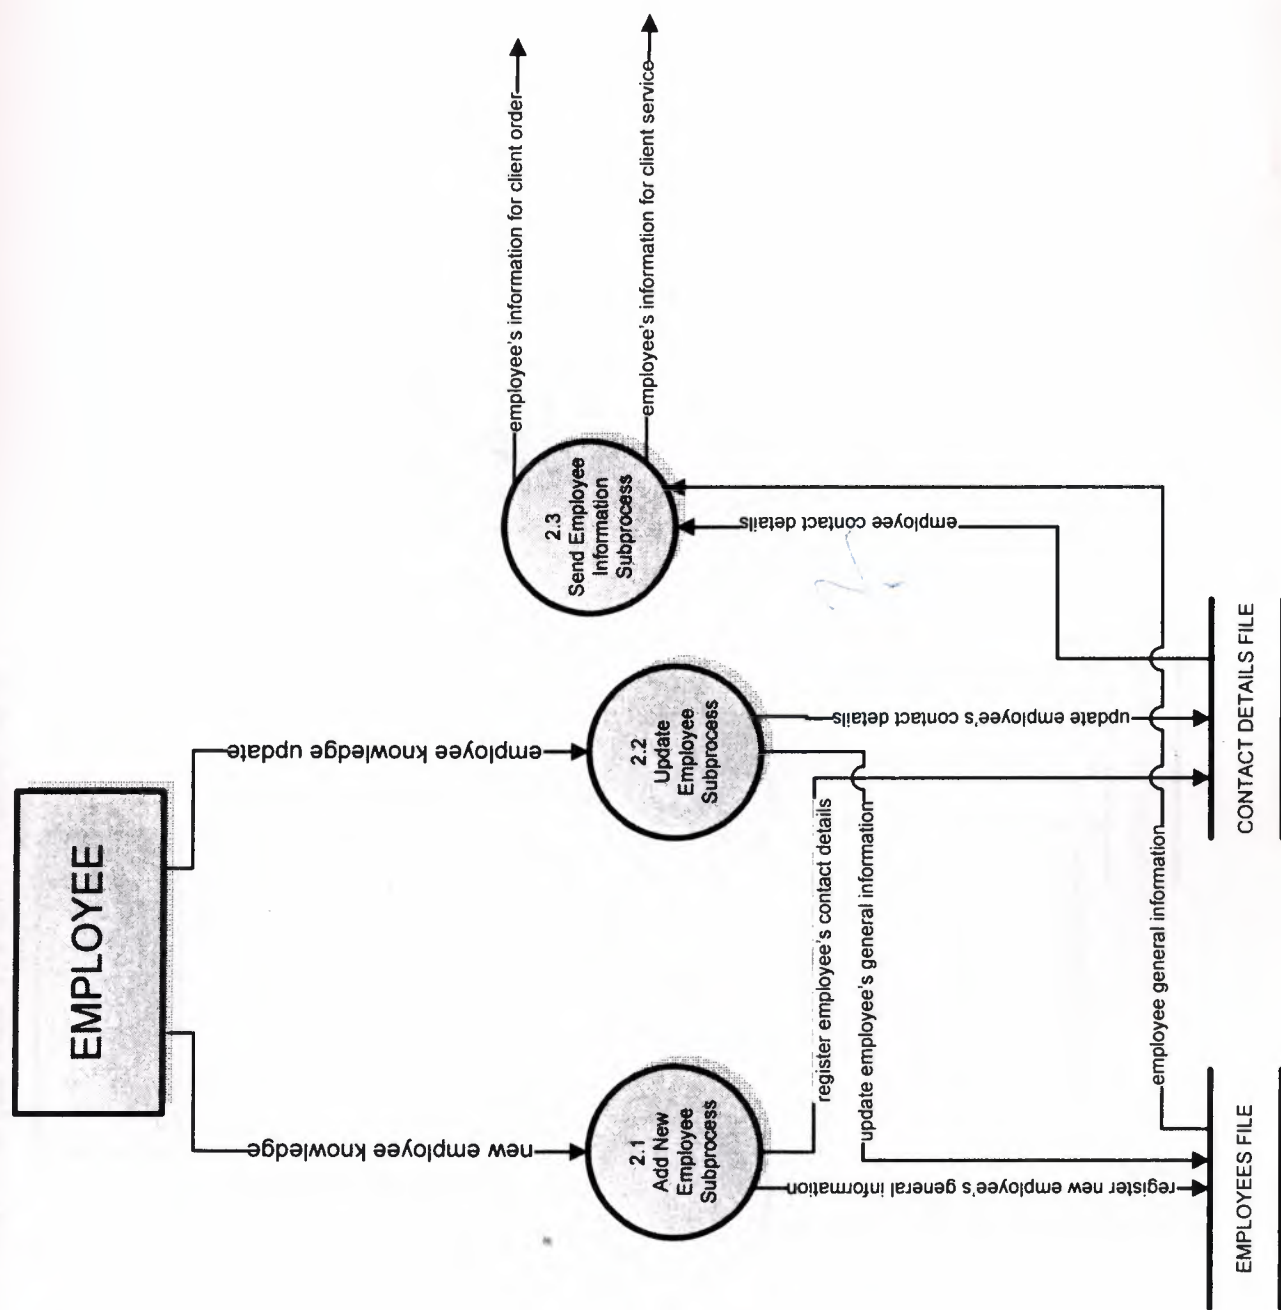 EMPLOYEE
new employee knowledge
employee knowledge update
2.1
Add New
Employee
Subprocess
2.2
Update
Employee
Subprocess
2.3
Send Employee
Information
Subprocess
employee's information for client order
employee's information for client service
register new employee's general information
register employee's contact details
update employee's general information
update employee's contact details
employee contact details
employee general information
EMPLOYEES FILE
CONTACT DETAILS FILE